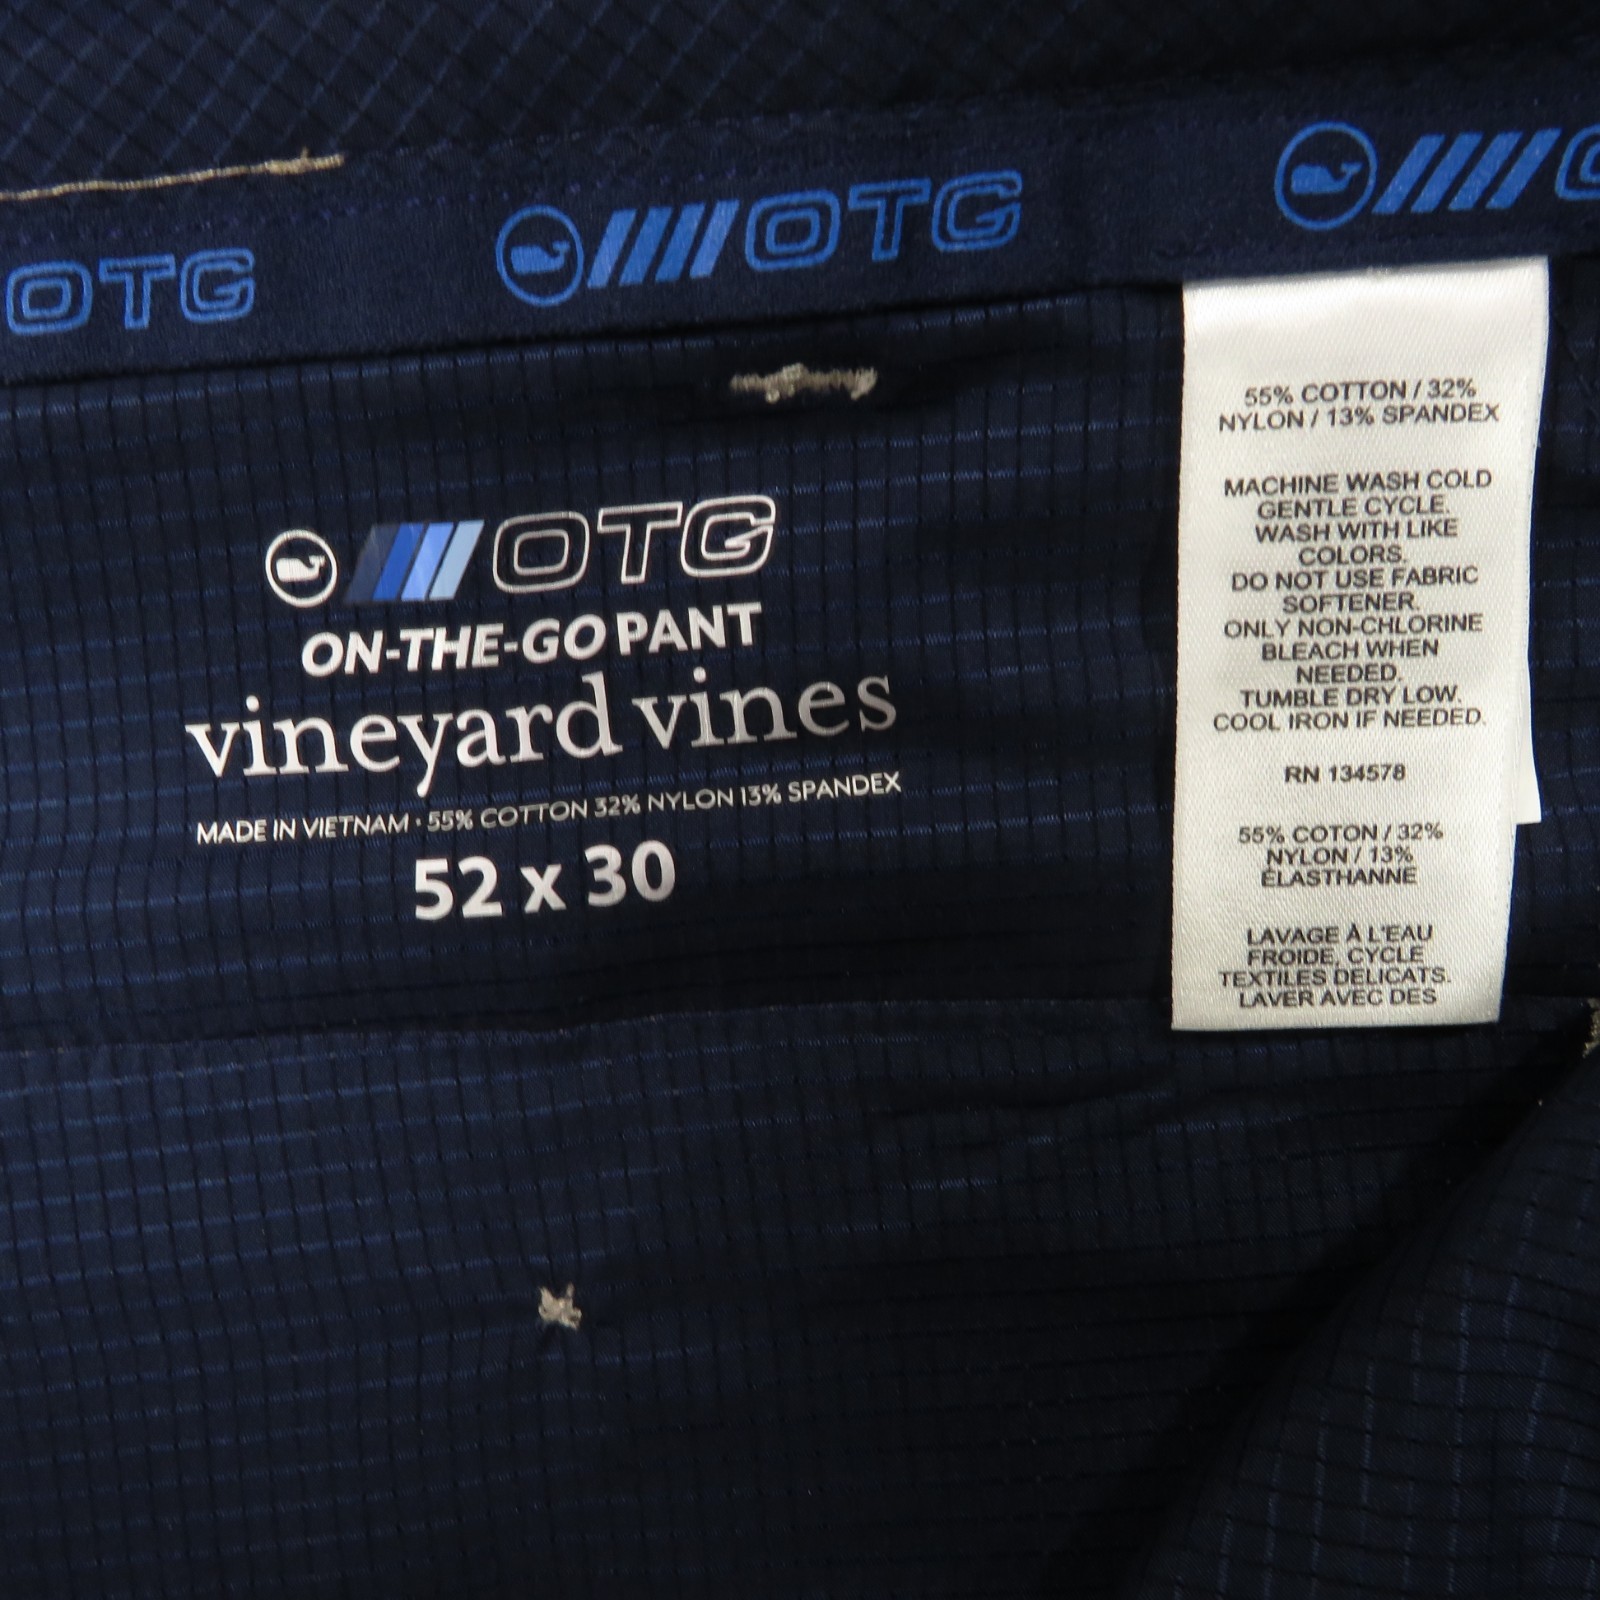 OTG
OTG
OTG
ON-THE-GO PANT
vineyard vines
MADE IN VIETNAM • 55% COTTON 32% NYLON 13% SPANDEX
52 x 30
55% COTTON / 32%
NYLON / 13% SPANDEX
MACHINE WASH COLD
GENTLE CYCLE.
WASH WITH LIKE
COLORS.
DO NOT USE FABRIC
SOFTENER.
ONLY NON-CHLORINE
BLEACH WHEN
NEEDED.
TUMBLE DRY LOW.
COOL IRON IF NEEDED.
RN 134578
55% COTON / 32%
NYLON / 13%
ÉLASTHANNE
LAVAGE À L'EAU
FROIDE, CYCLE
TEXTILES DÉLICATS.
LAVER AVEC DES